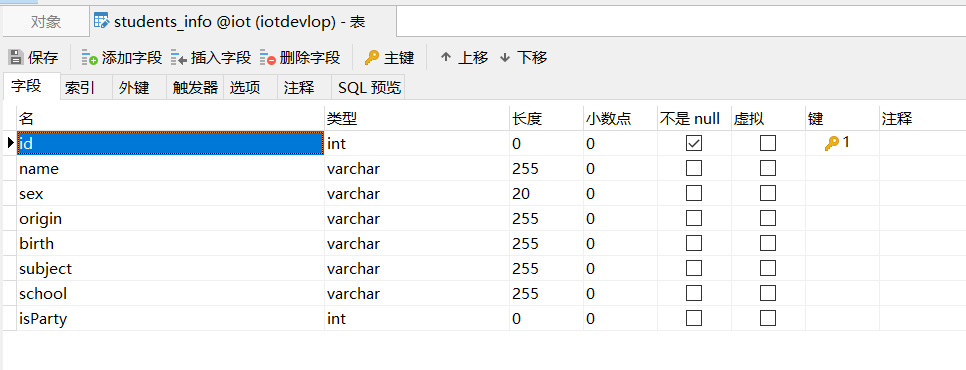 对象 students_info @iot (iotdevlop) - 表
保存 添加字段 插入字段 删除字段 主键 上移 下移
字段 索引 外键 触发器 选项 注释 SQL 预览
名 类型 长度 小数点 不是 null 虚拟 键 注释
id int 0 0 1
name varchar 255 0
sex varchar 20 0
origin varchar 255 0
birth varchar 255 0
subject varchar 255 0
school varchar 255 0
isParty int 0 0